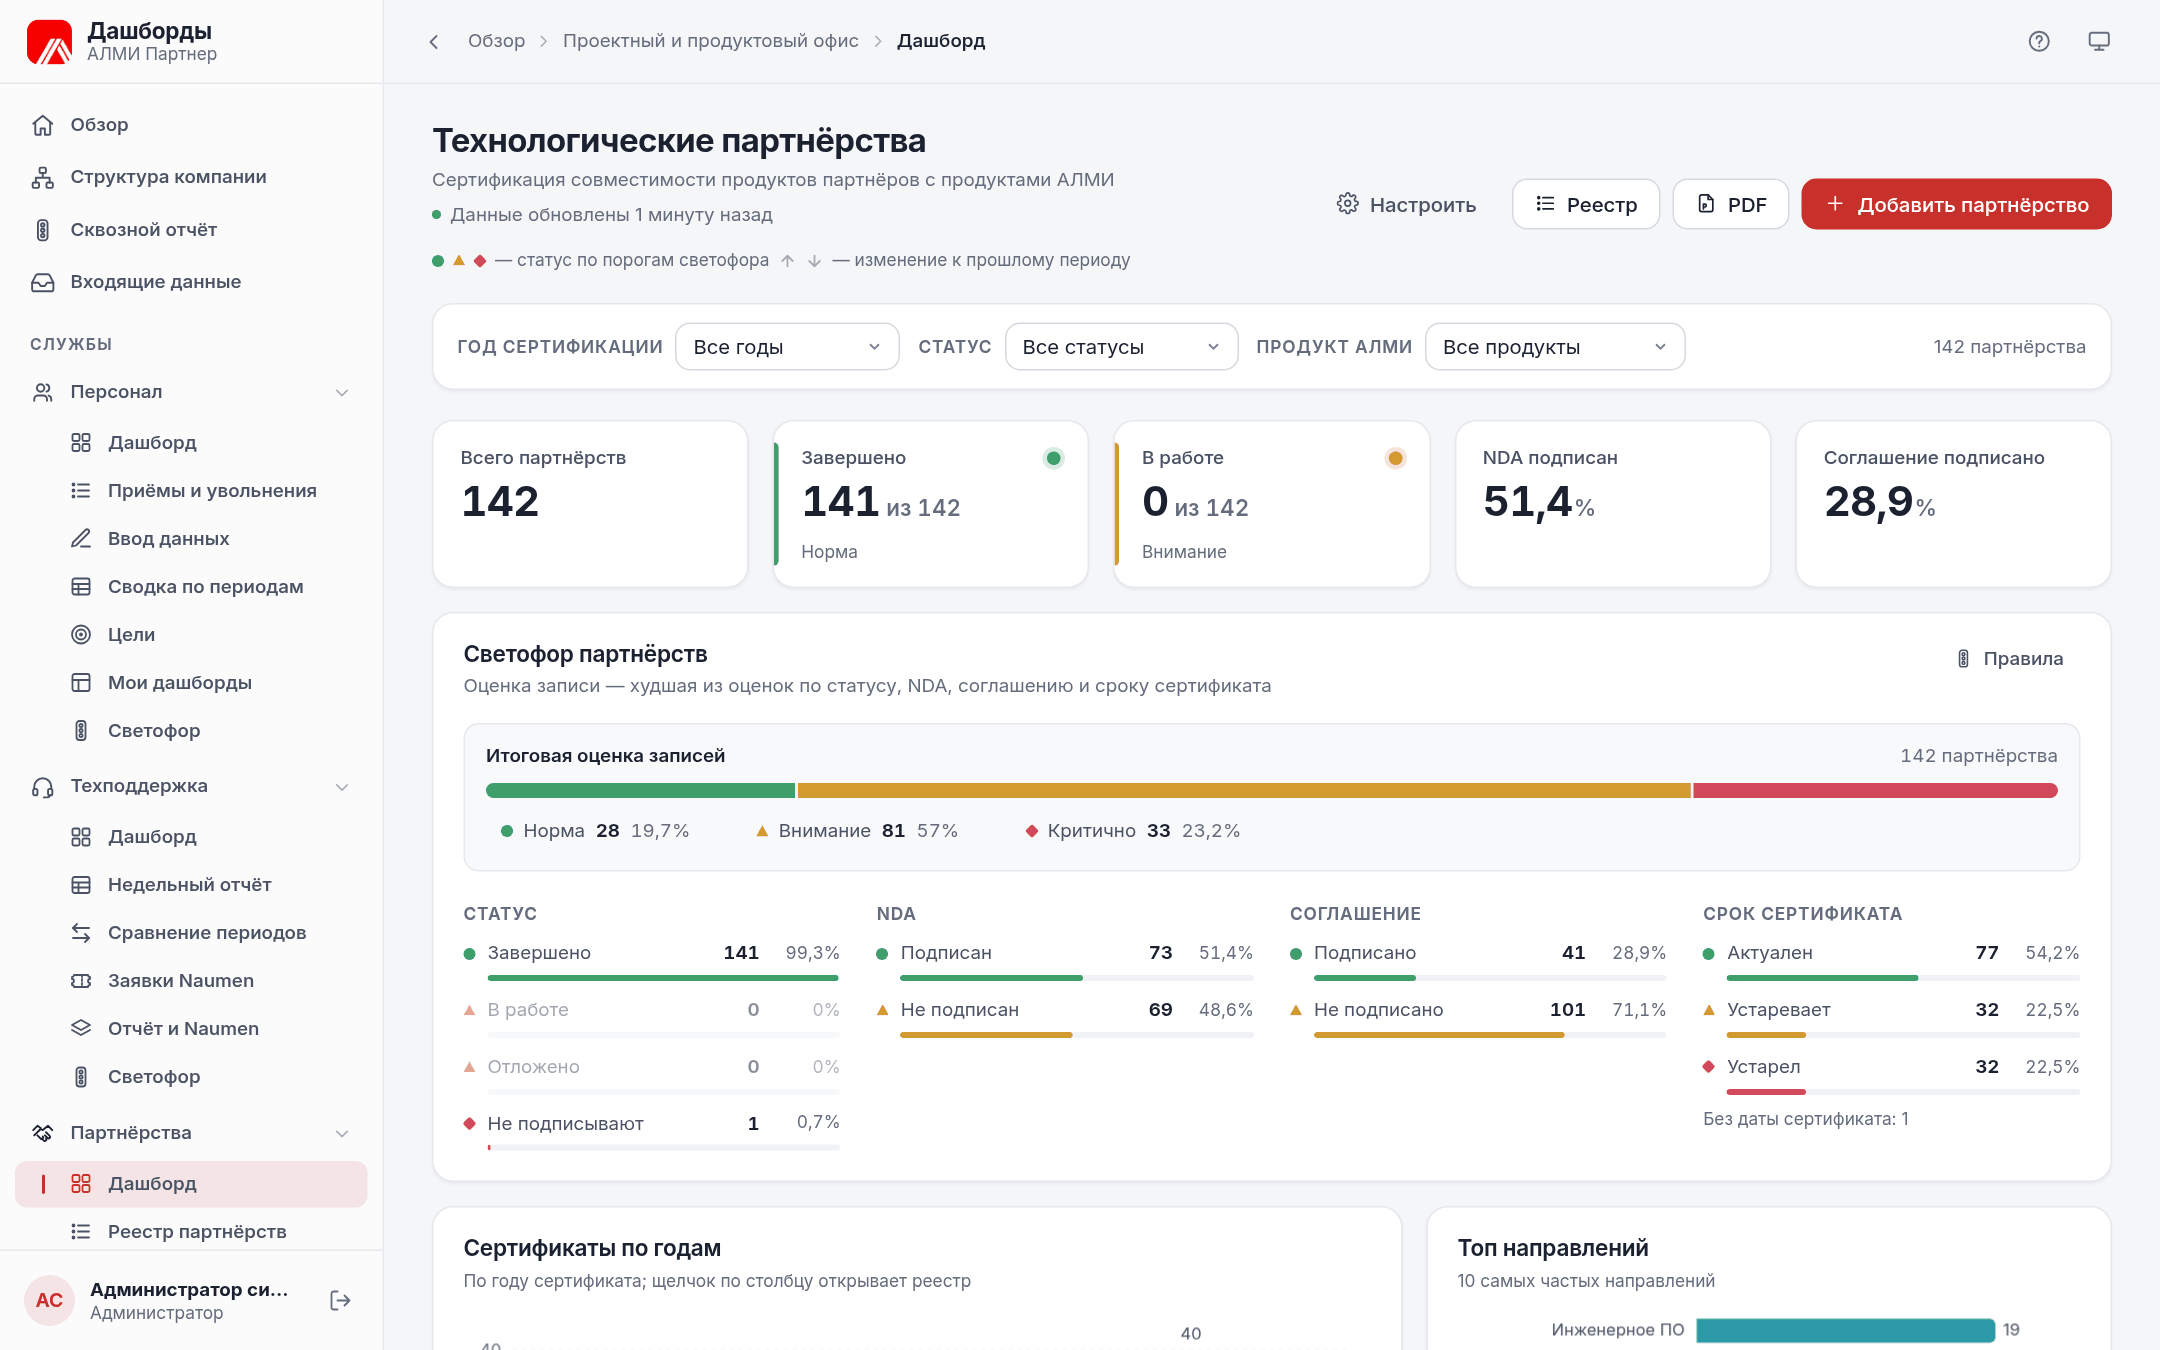 Дашборды
АЛМИ Партнер
Обзор
Структура компании
Сквозной отчёт
Входящие данные
СЛУЖБЫ
Персонал
Дашборд
Приёмы и увольнения
Ввод данных
Сводка по периодам
Цели
Мои дашборды
Светофор
Техподдержка
Дашборд
Недельный отчёт
Сравнение периодов
Заявки Naumen
Отчёт и Naumen
Светофор
Партнёрства
Дашборд
Реестр партнёрств
АС
Администратор си...
Администратор
Обзор > Проектный и продуктовый офис > Дашборд
Технологические партнёрства
Сертификация совместимости продуктов партнёров с продуктами АЛМИ
Данные обновлены 1 минуту назад
— статус по порогам светофора ↑ ↓ — изменение к прошлому периоду
Настроить
Реестр
PDF
+ Добавить партнёрство
ГОД СЕРТИФИКАЦИИ Все годы СТАТУС Все статусы ПРОДУКТ АЛМИ Все продукты 142 партнёрства
Всего партнёрств
142
Завершено
141 из 142
Норма
В работе
0 из 142
Внимание
NDA подписан
51,4%
Соглашение подписано
28,9%
Светофор партнёрств
Правила
Оценка записи — худшая из оценок по статусу, NDA, соглашению и сроку сертификата
Итоговая оценка записей 142 партнёрства
Норма 28 19,7% Внимание 81 57% Критично 33 23,2%
СТАТУС
Завершено 141 99,3%
В работе 0 0%
Отложено 0 0%
Не подписывают 1 0,7%
NDA
Подписан 73 51,4%
Не подписан 69 48,6%
СОГЛАШЕНИЕ
Подписано 41 28,9%
Не подписано 101 71,1%
СРОК СЕРТИФИКАТА
Актуален 77 54,2%
Устаревает 32 22,5%
Устарел 32 22,5%
Без даты сертификата: 1
Сертификаты по годам
По году сертификата; щелчок по столбцу открывает реестр
40
40
Топ направлений
10 самых частых направлений
Инженерное ПО 19